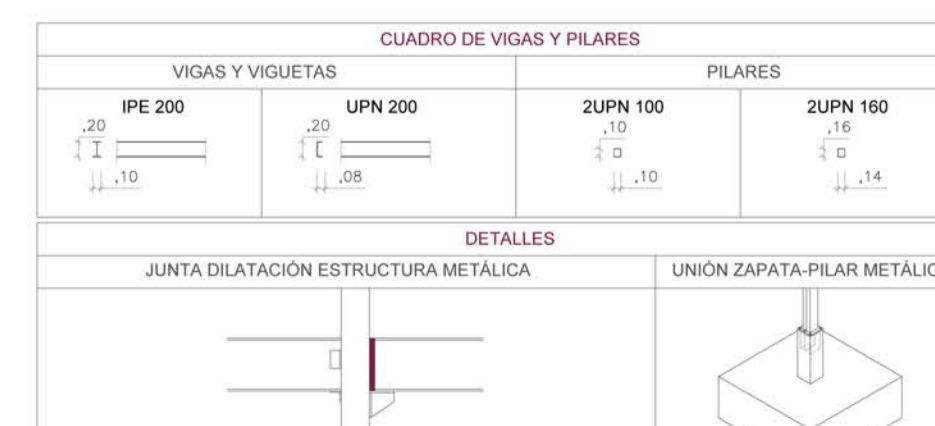 CUADRO DE VIGAS Y PILARES
VIGAS Y VIGUETAS PILARES
IPE 200 UPN 200 2UPN 100 2UPN 160
,20 ,20 ,10 ,16
,10 ,08 ,10 ,14
DETALLES
JUNTA DILATACIÓN ESTRUCTURA METÁLICA UNIÓN ZAPATA-PILAR METÁLIC